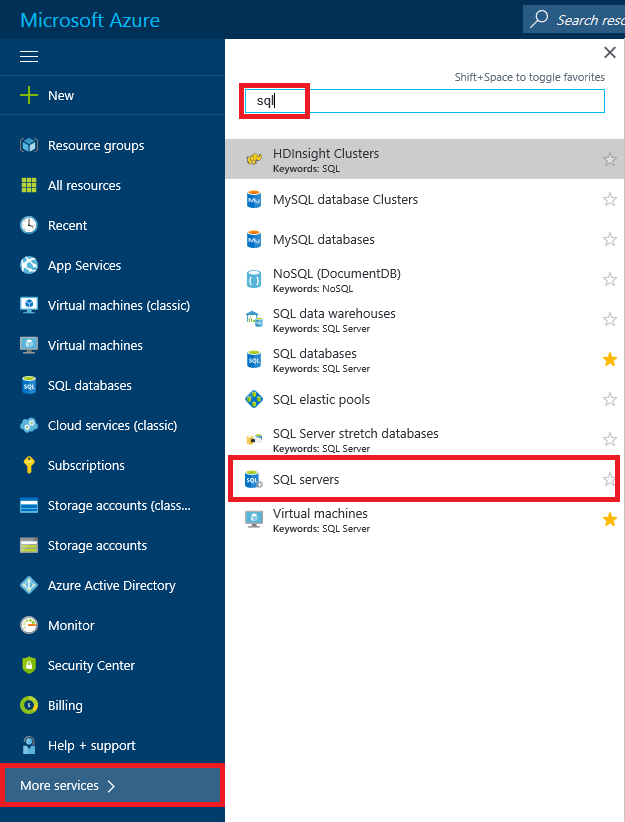 Microsoft Azure
Search reso
New
Resource groups
All resources
Recent
App Services
Virtual machines (classic)
Virtual machines
SQL databases
Cloud services (classic)
Subscriptions
Storage accounts (class...
Storage accounts
Azure Active Directory
Monitor
Security Center
Billing
Help + support
More services
Shift+Space to toggle favorites
sql
HDInsight Clusters
Keywords: SQL
MySQL database Clusters
MySQL databases
NoSQL (DocumentDB)
Keywords: NoSQL
SQL data warehouses
Keywords: SQL Server
SQL databases
Keywords: SQL Server
SQL elastic pools
SQL Server stretch databases
Keywords: SQL Server
SQL servers
Virtual machines
Keywords: SQL Server